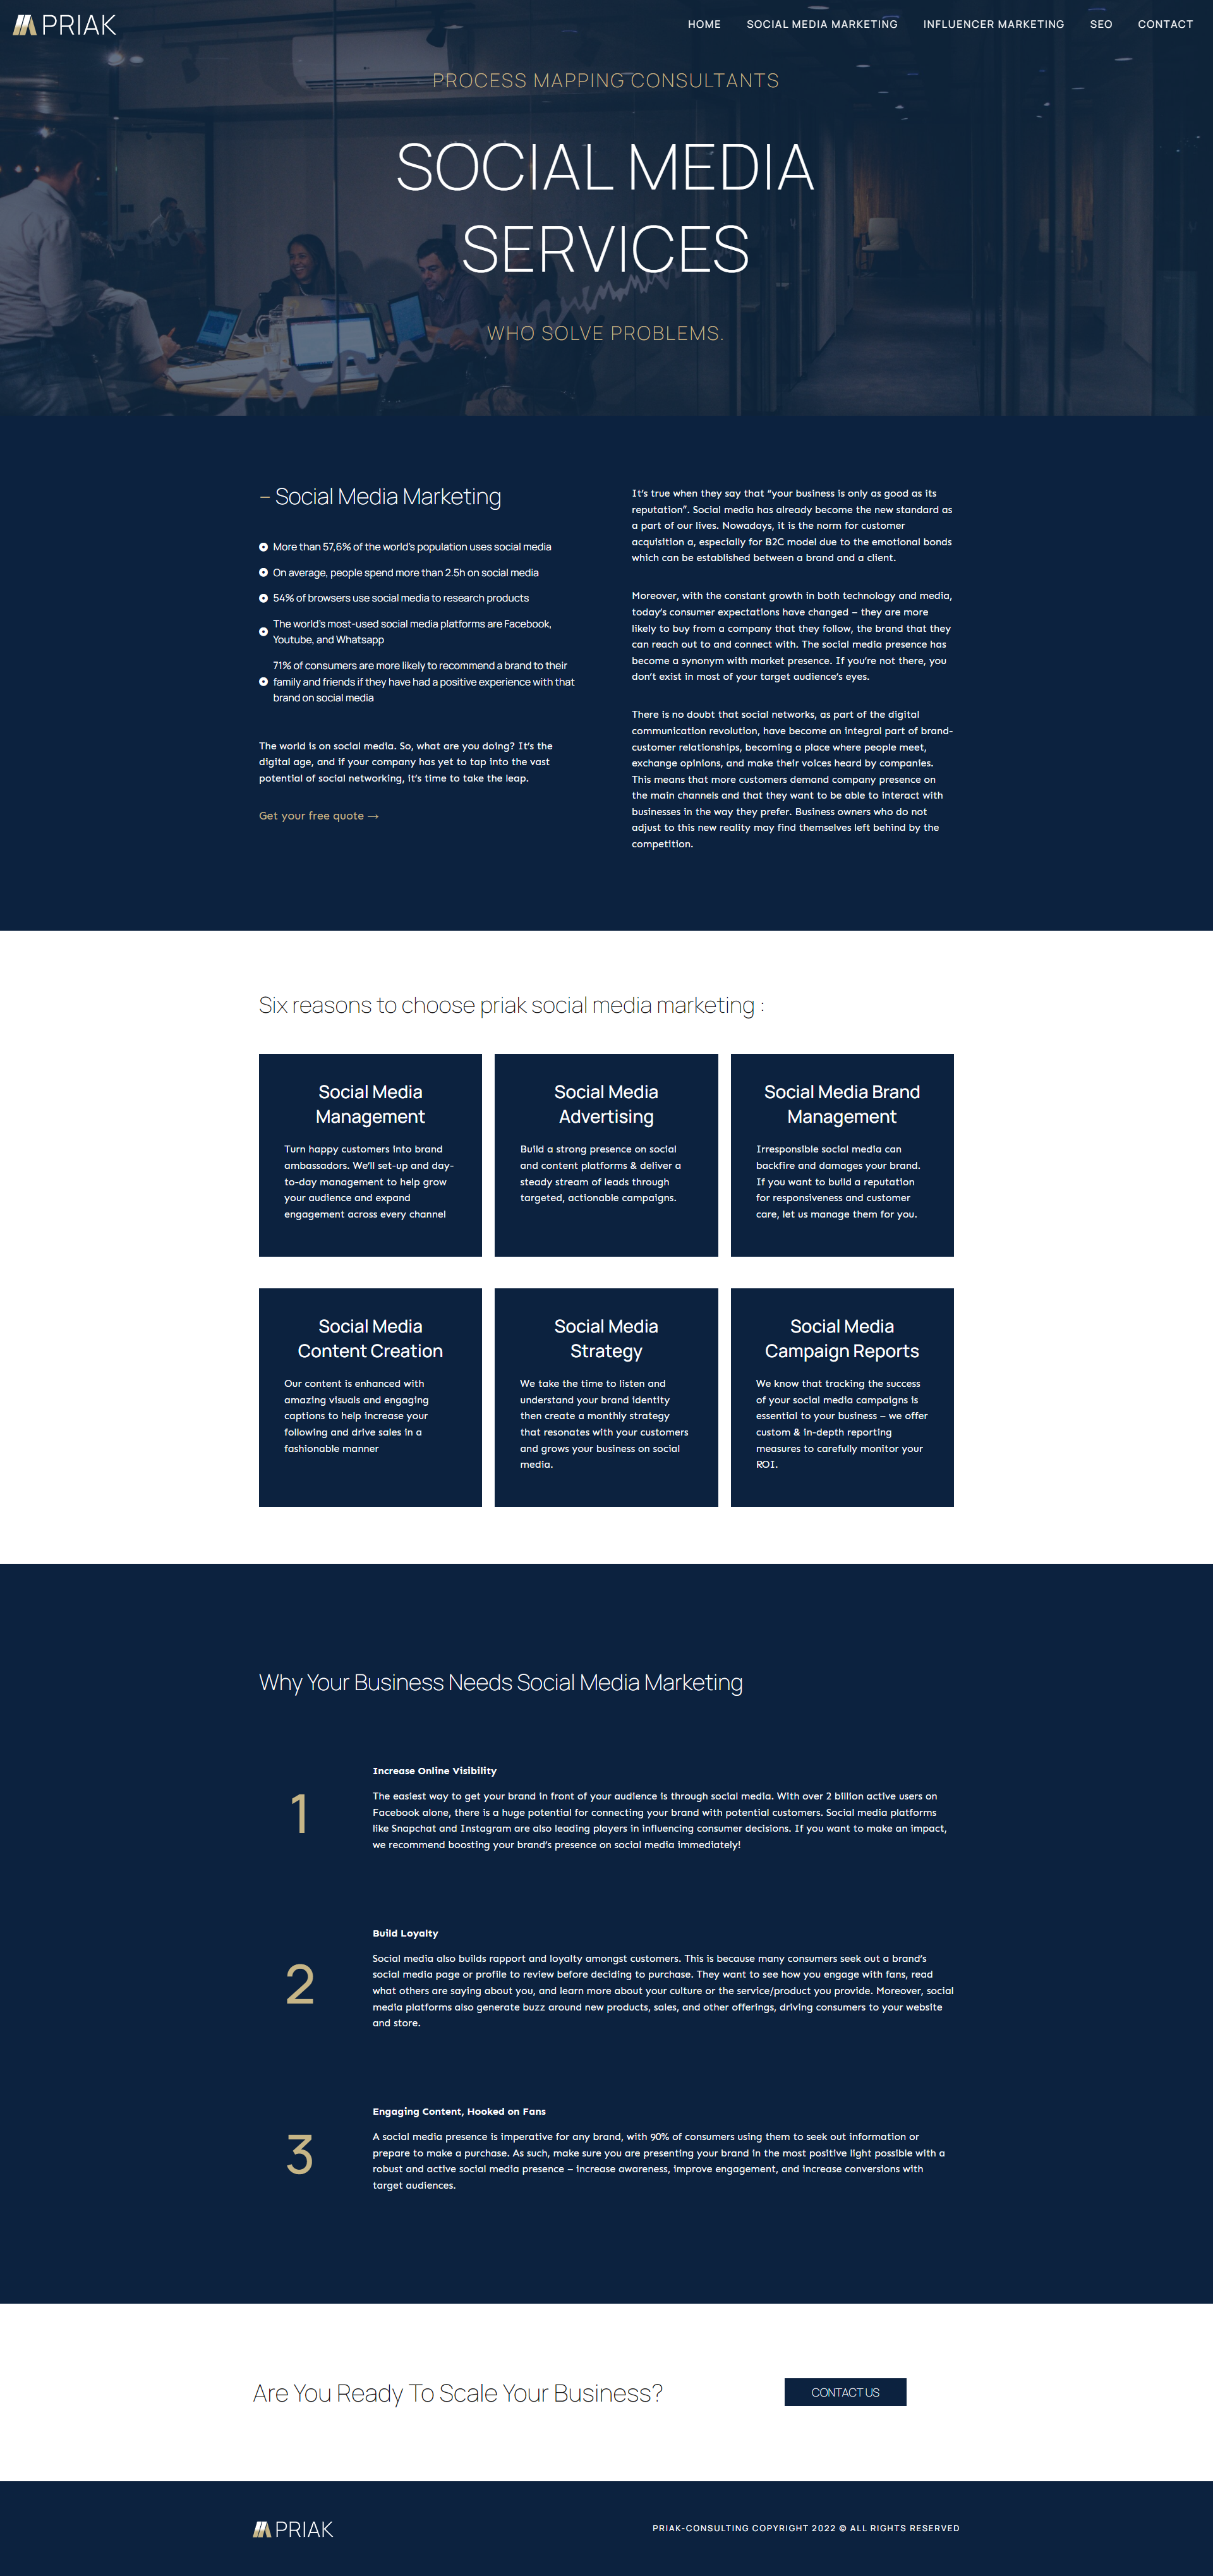 PRIAK
HOME SOCIAL MEDIA MARKETING INFLUENCER MARKETING SEO CONTACT
PROCESS MAPPING CONSULTANTS
SOCIAL MEDIA
SERVICES
WHO SOLVE PROBLEMS.
– Social Media Marketing
More than 57,6% of the world's population uses social media
On average, people spend more than 2.5h on social media
54% of browsers use social media to research products
The world's most-used social media platforms are Facebook,
Youtube, and Whatsapp
71% of consumers are more likely to recommend a brand to their
family and friends if they have had a positive experience with that
brand on social media
The world is on social media. So, what are you doing? It's the
digital age, and if your company has yet to tap into the vast
potential of social networking, it's time to take the leap.
Get your free quote →
It's true when they say that "your business is only as good as its
reputation". Social media has already become the new standard as
a part of our lives. Nowadays, it is the norm for customer
acquisition a, especially for B2C model due to the emotional bonds
which can be established between a brand and a client.
Moreover, with the constant growth in both technology and media,
today's consumer expectations have changed – they are more
likely to buy from a company that they follow, the brand that they
can reach out to and connect with. The social media presence has
become a synonym with market presence. If you're not there, you
don't exist in most of your target audience's eyes.
There is no doubt that social networks, as part of the digital
communication revolution, have become an integral part of brand-
customer relationships, becoming a place where people meet,
exchange opinions, and make their voices heard by companies.
This means that more customers demand company presence on
the main channels and that they want to be able to interact with
businesses in the way they prefer. Business owners who do not
adjust to this new reality may find themselves left behind by the
competition.
Six reasons to choose priak social media marketing :
Social Media
Management
Turn happy customers into brand
ambassadors. We'll set-up and day-
to-day management to help grow
your audience and expand
engagement across every channel
Social Media
Advertising
Build a strong presence on social
and content platforms & deliver a
steady stream of leads through
targeted, actionable campaigns.
Social Media Brand
Management
Irresponsible social media can
backfire and damages your brand.
If you want to build a reputation
for responsiveness and customer
care, let us manage them for you.
Social Media
Content Creation
Our content is enhanced with
amazing visuals and engaging
captions to help increase your
following and drive sales in a
fashionable manner
Social Media
Strategy
We take the time to listen and
understand your brand identity
then create a monthly strategy
that resonates with your customers
and grows your business on social
media.
Social Media
Campaign Reports
We know that tracking the success
of your social media campaigns is
essential to your business – we offer
custom & in-depth reporting
measures to carefully monitor your
ROI.
Why Your Business Needs Social Media Marketing
1
Increase Online Visibility
The easiest way to get your brand in front of your audience is through social media. With over 2 billion active users on
Facebook alone, there is a huge potential for connecting your brand with potential customers. Social media platforms
like Snapchat and Instagram are also leading players in influencing consumer decisions. If you want to make an impact,
we recommend boosting your brand's presence on social media immediately!
2
Build Loyalty
Social media also builds rapport and loyalty amongst customers. This is because many consumers seek out a brand's
social media page or profile to review before deciding to purchase. They want to see how you engage with fans, read
what others are saying about you, and learn more about your culture or the service/product you provide. Moreover, social
media platforms also generate buzz around new products, sales, and other offerings, driving consumers to your website
and store.
3
Engaging Content, Hooked on Fans
A social media presence is imperative for any brand, with 90% of consumers using them to seek out information or
prepare to make a purchase. As such, make sure you are presenting your brand in the most positive light possible with a
robust and active social media presence – increase awareness, improve engagement, and increase conversions with
target audiences.
Are You Ready To Scale Your Business?
CONTACT US
PRIAK
PRIAK-CONSULTING COPYRIGHT 2022 © ALL RIGHTS RESERVED